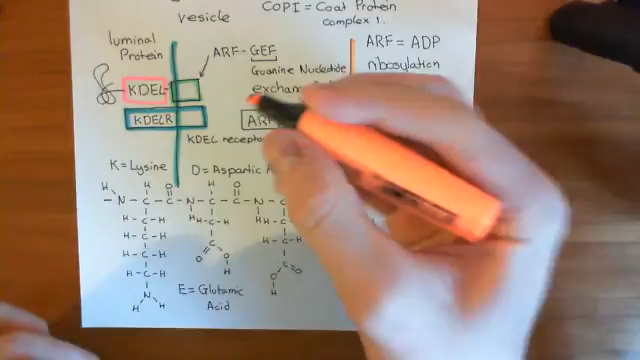 vesicle
COPI = Coat Protein
complex 1.
luminal
Protein
ARF-GEF
ARF = ADP
ribosylation
Guanine Nucleotide
KDEL
KDELR
ARF
KDEL receptor
K = Lysine
D = Aspartic A
H H O H O
- N - C - C - N - C - C - N - C
H-C-H H H-C-H H H
H-C-H C H-C-H
H-C-H O O C O
H-C-H H O
N E = Glutamic H
H H Acid